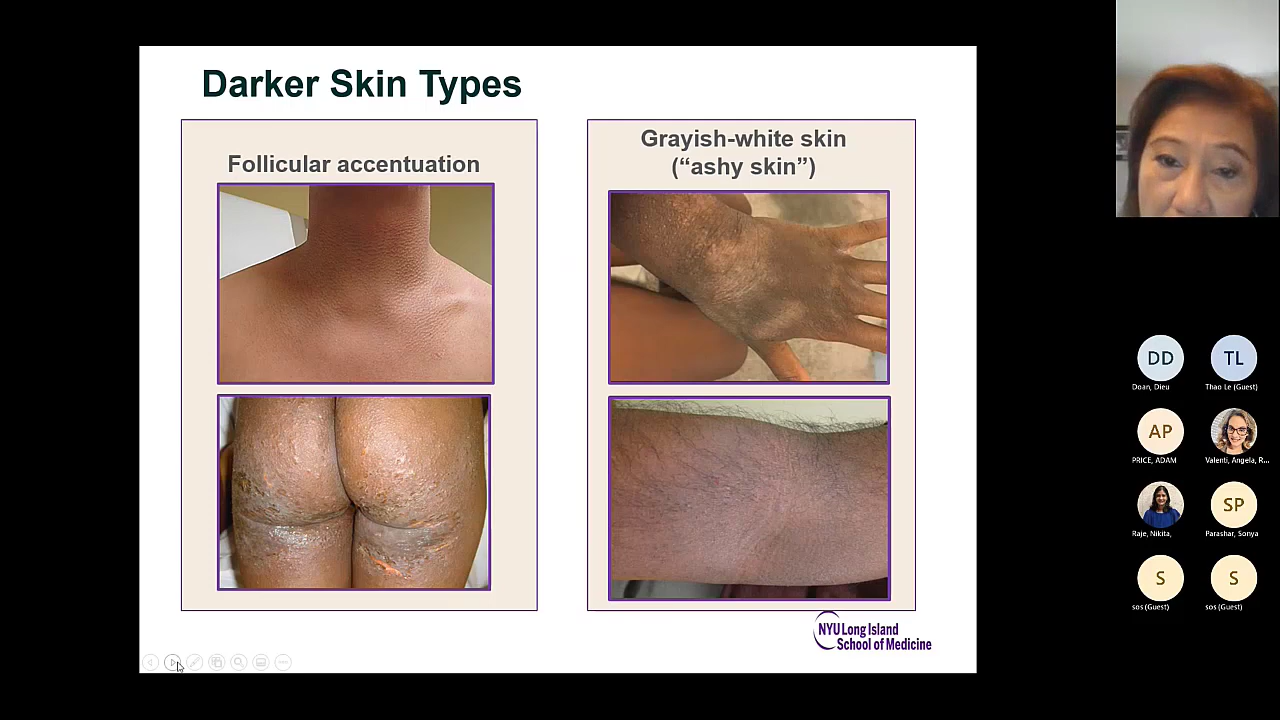 Darker Skin Types
Follicular accentuation
Grayish-white skin
(“ashy skin”)
NYU Long Island
School of Medicine
DD
TL
Doan, Dieu
Thao Le (Guest)
AP
PRICE, ADAM
Valenti, Angela, R...
SP
Raje, Nikita,
Parashar, Sonya
S
S
sos (Guest)
sos (Guest)